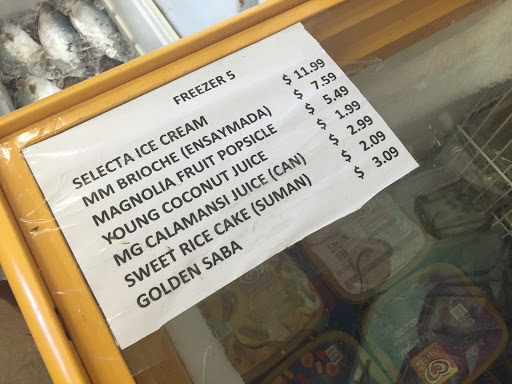 FREEZER 5
SELECTA ICE CREAM $ 11.99
MM BRIOCHE (ENSAYMADA) $ 7.59
MAGNOLIA FRUIT POPSICLE $ 5.49
YOUNG COCONUT JUICE $ 1.99
MG CALAMANSI JUICE (CAN) $ 2.99
SWEET RICE CAKE (SUMAN) $ 2.09
GOLDEN SABA $ 3.09